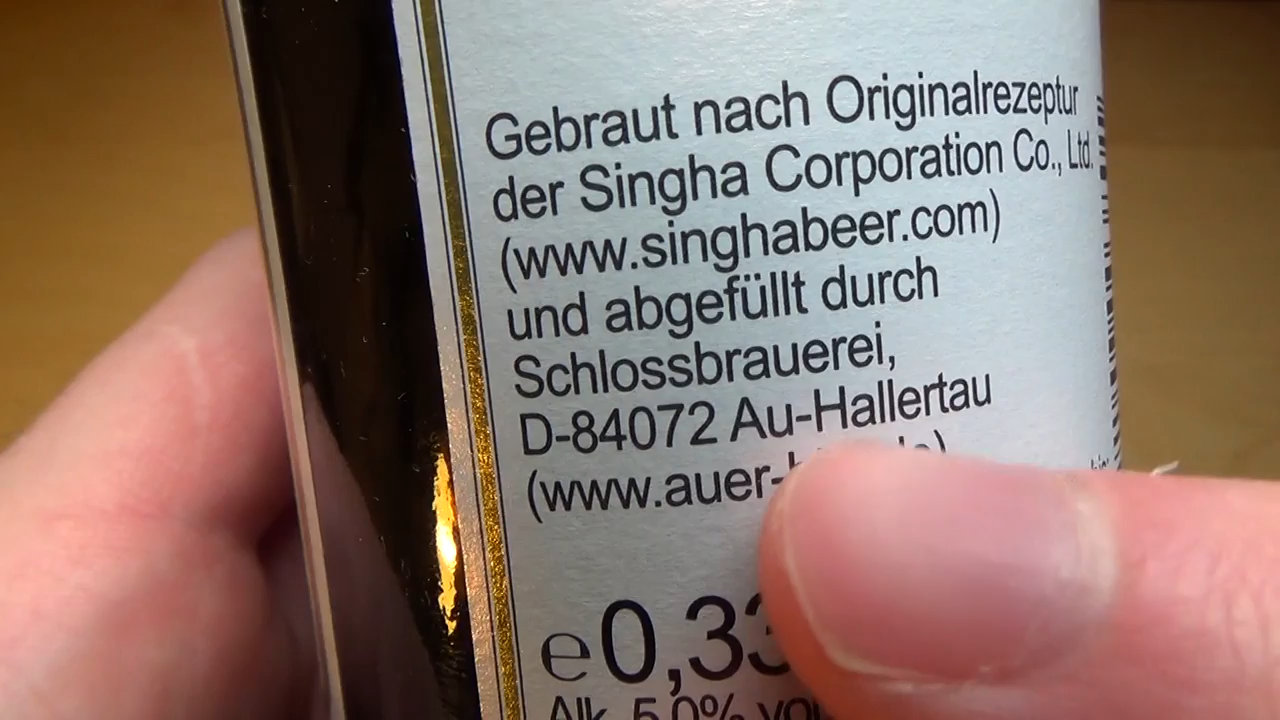 Gebraut nach Originalrezeptur
der Singha Corporation Co., Ltd.
(www.singhabeer.com)
und abgefüllt durch
Schlossbrauerei,
D-84072 Au-Hallertau
(www.auer-
e 0,33
Alk. 5,0% vol